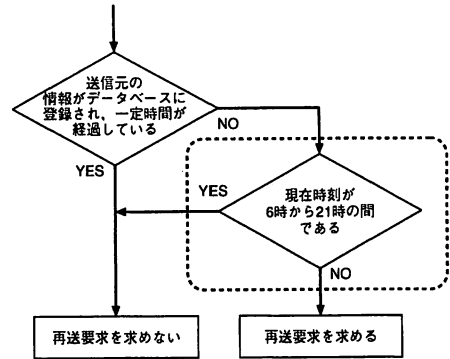 送信元の
情報がデータベースに
登録され、一定時間が
経過している
NO
YES
YES
現在時刻が
6時から21時の間
である
NO
再送要求を求めない
再送要求を求める